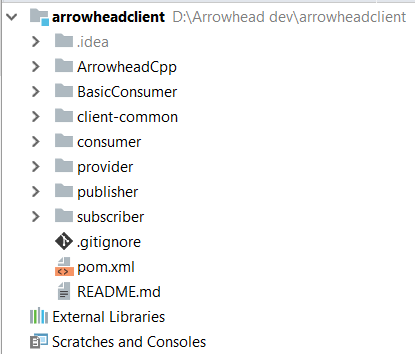 arrowheadclient D:\Arrowhead dev\arrowheadclient
.idea
ArrowheadCpp
BasicConsumer
client-common
consumer
provider
publisher
subscriber
.gitignore
pom.xml
README.md
External Libraries
Scratches and Consoles